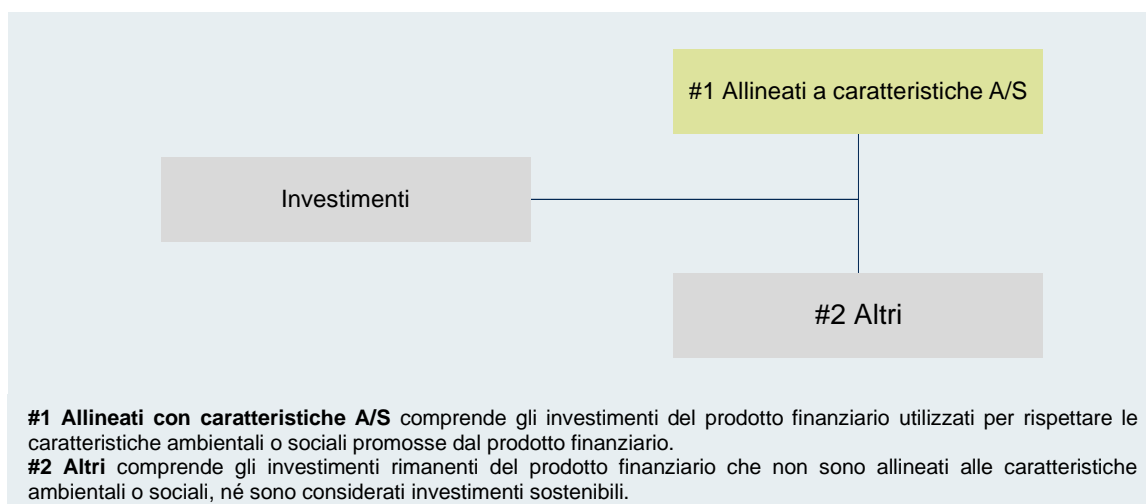 #1 Allineati a caratteristiche A/S
Investimenti
#2 Altri
#1 Allineati con caratteristiche A/S comprende gli investimenti del prodotto finanziario utilizzati per rispettare le
caratteristiche ambientali o sociali promosse dal prodotto finanziario.
#2 Altri comprende gli investimenti rimanenti del prodotto finanziario che non sono allineati alle caratteristiche
ambientali o sociali, né sono considerati investimenti sostenibili.